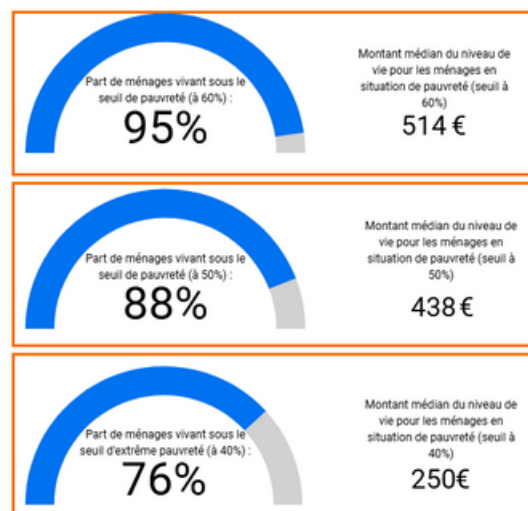 Part de ménages vivant sous le
seuil de pauvreté (à 60%) :
95%
Montant médian du niveau de
vie pour les ménages en
situation de pauvreté (seuil à
60%)
514 €
Part de ménages vivant sous le
seuil de pauvreté (à 50%) :
88%
Montant médian du niveau de
vie pour les ménages en
situation de pauvreté (seuil à
50%)
438 €
Part de ménages vivant sous le
seuil d'extrême pauvreté (à 40%) :
76%
Montant médian du niveau de
vie pour les ménages en
situation de pauvreté (seuil à
40%)
250€